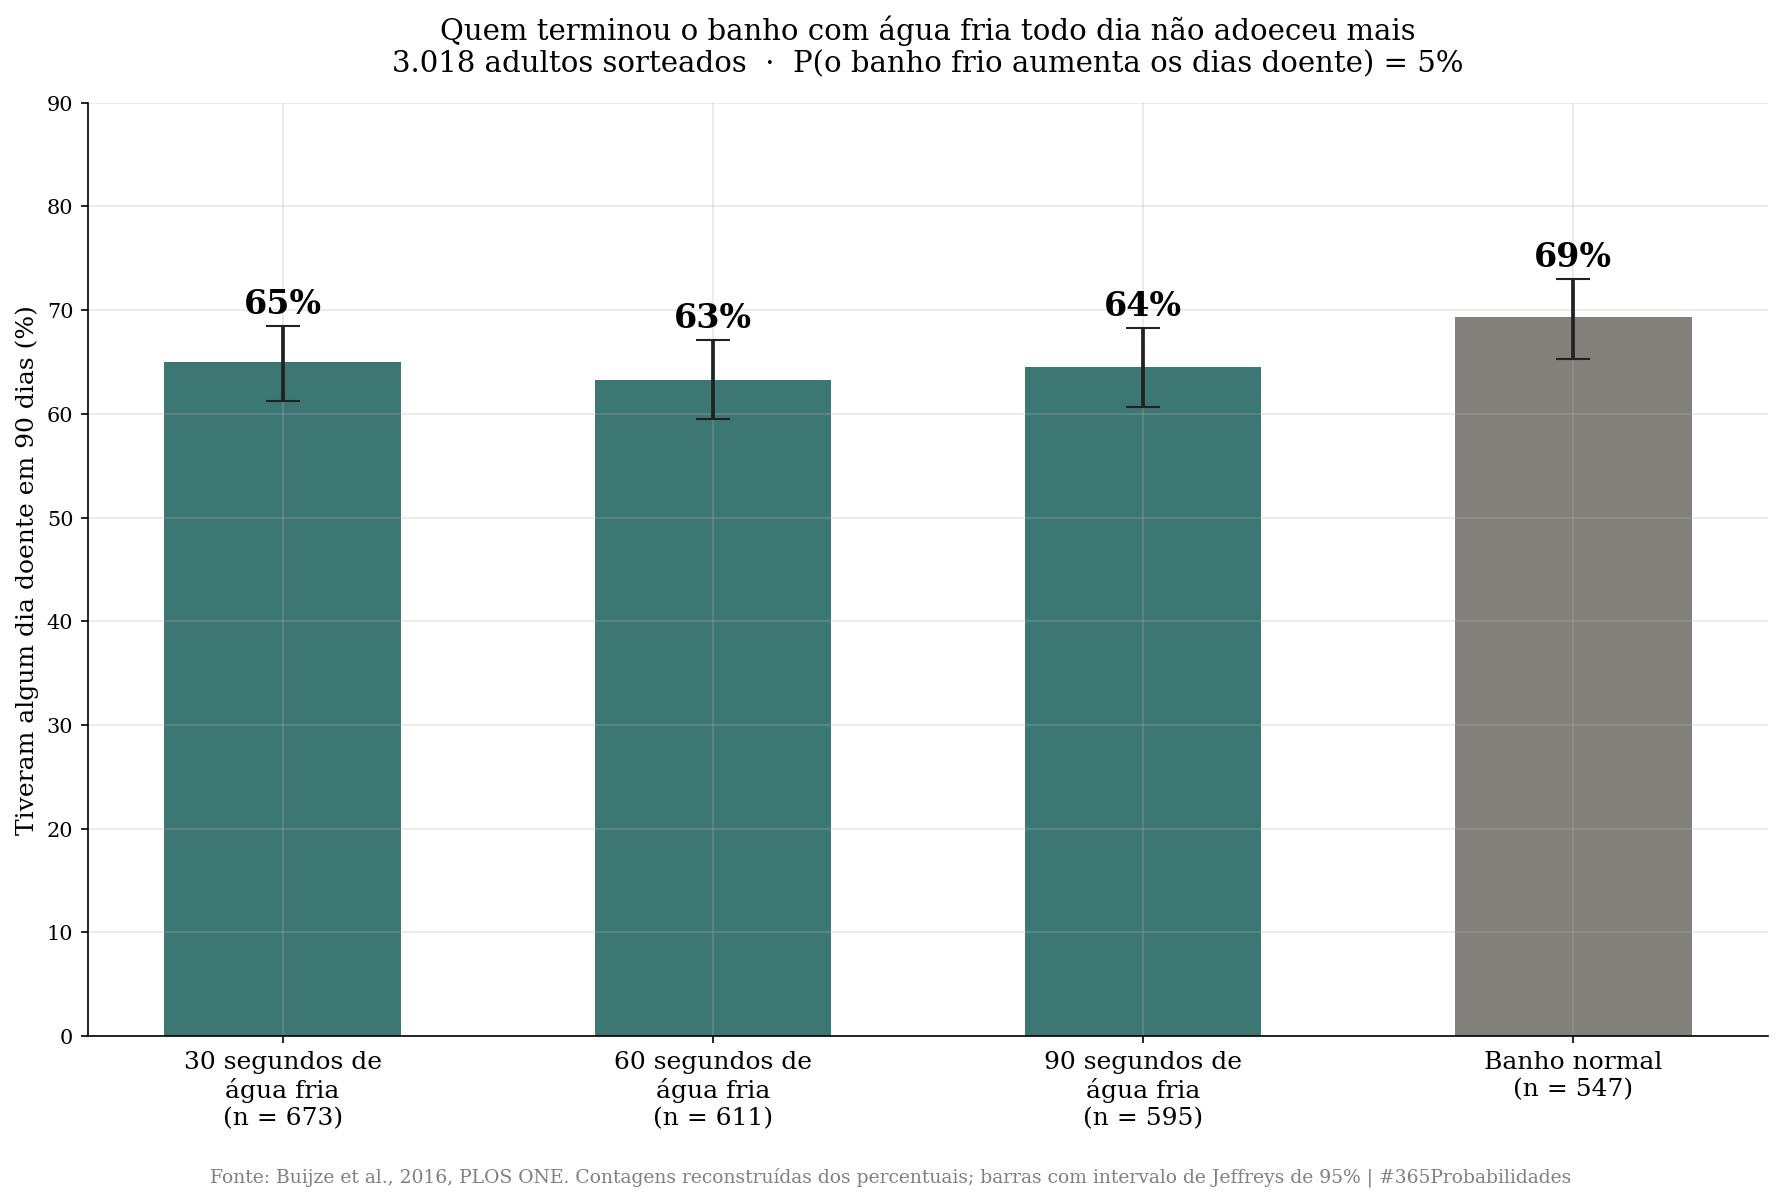 Quem terminou o banho com água fria todo dia não adoeceu mais
3.018 adultos sorteados · P(o banho frio aumenta os dias doente) = 5%
Tiveram algum dia doente em 90 dias (%)
90
80
70
60
50
40
30
20
10
0
65%
63%
64%
69%
30 segundos de
água fria
(n = 673)
60 segundos de
água fria
(n = 611)
90 segundos de
água fria
(n = 595)
Banho normal
(n = 547)
Fonte: Buijze et al., 2016, PLOS ONE. Contagens reconstruídas dos percentuais; barras com intervalo de Jeffreys de 95% | #365Probabilidades